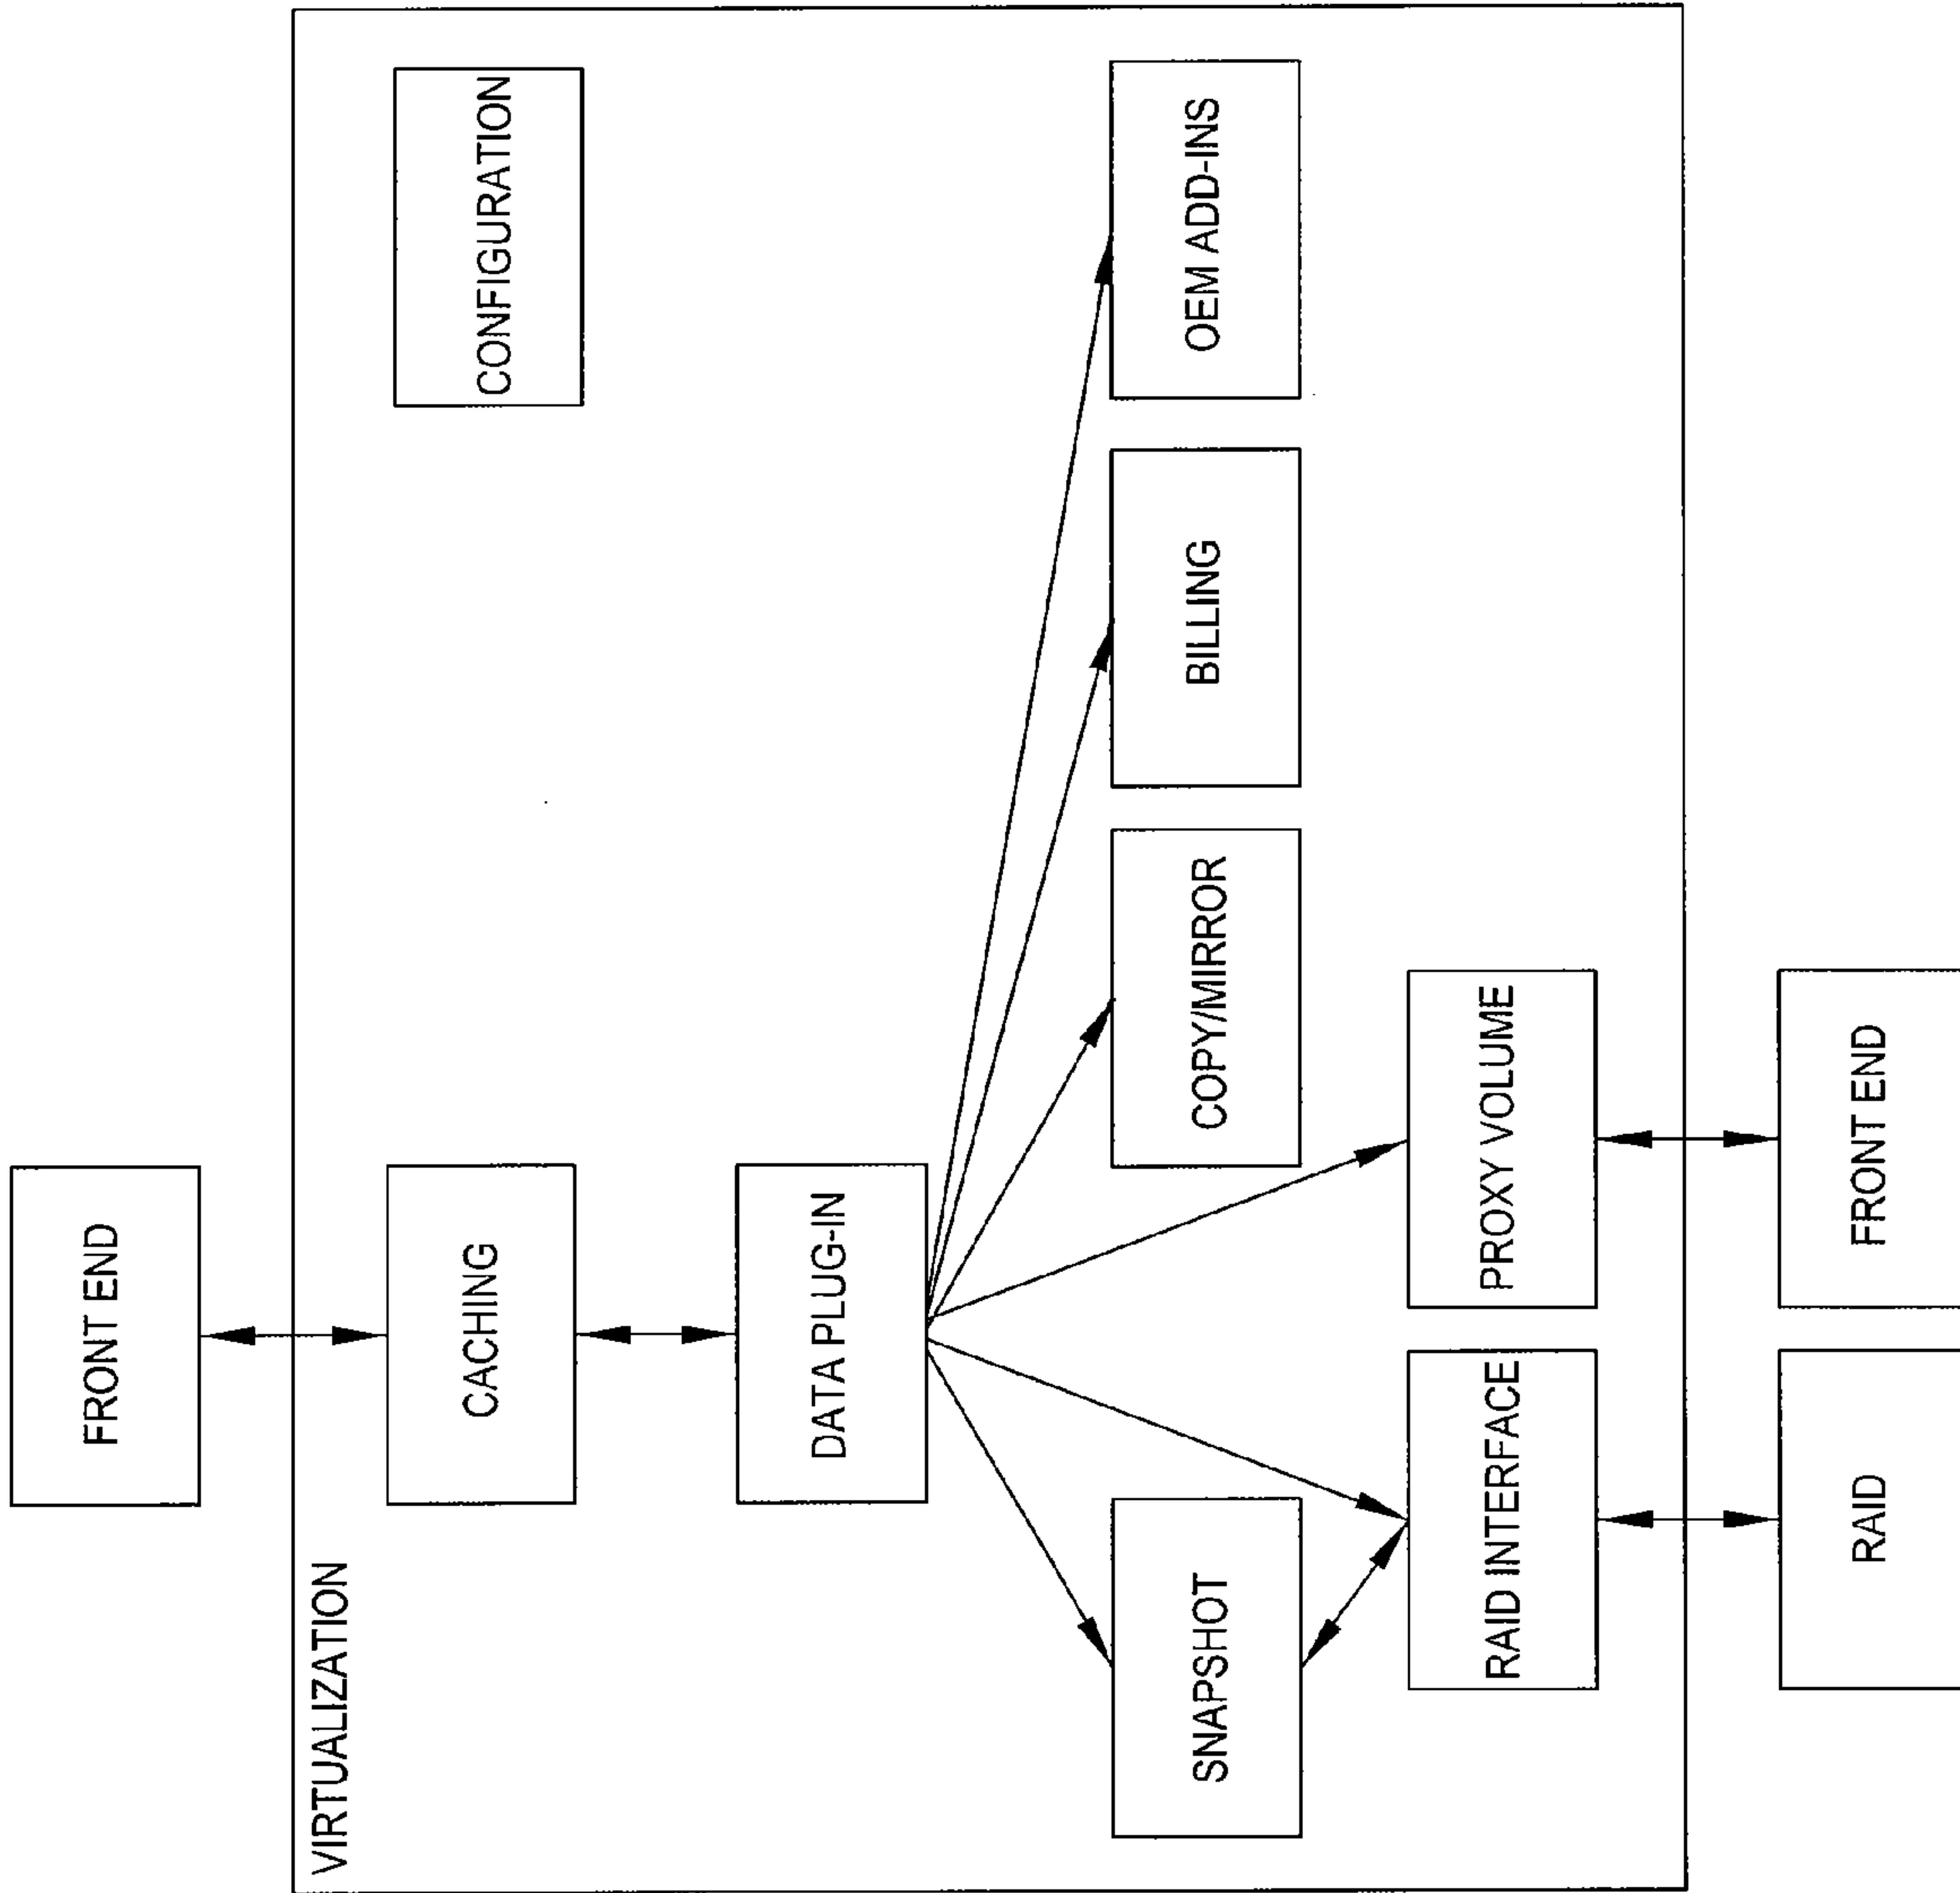 FRONT END
VIRTUALIZATION
CACHING
CONFIGURATION
DATA PLUG-IN
SNAPSHOT
COPY/MIRROR
BILLING
OEM ADD-INS
RAID INTERFACE
PROXY VOLUME
RAID
FRONT END